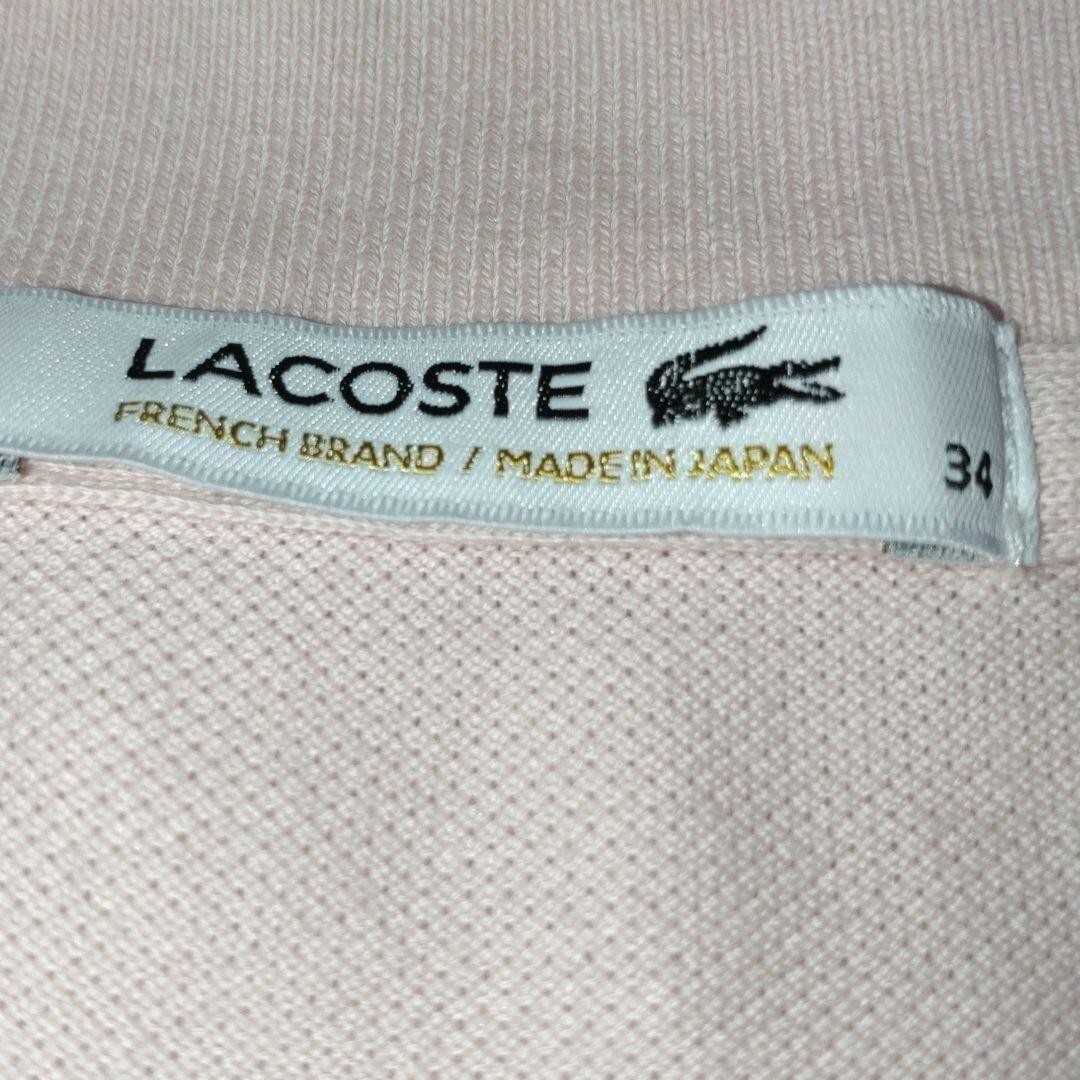 LACOSTE
FRENCH BRAND / MADE IN JAPAN
34